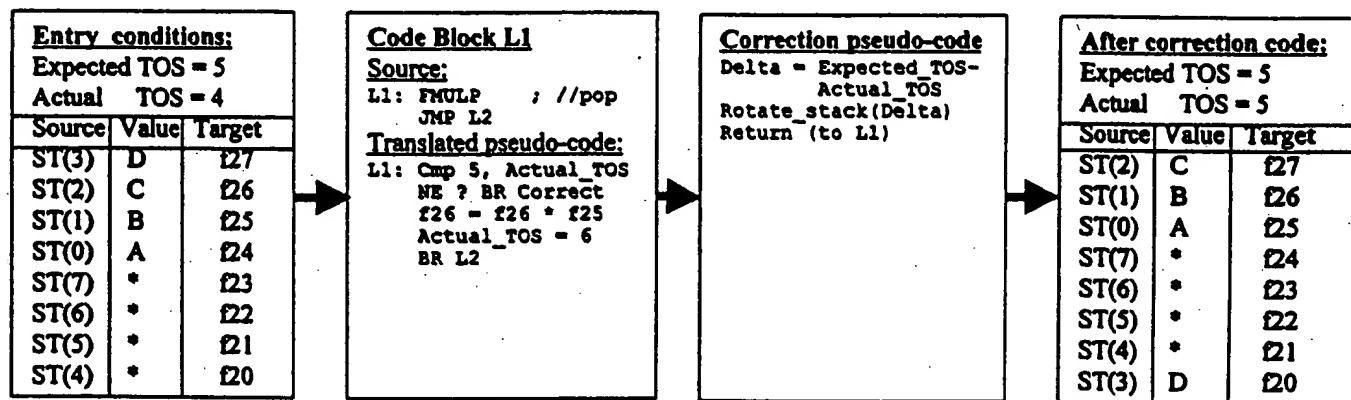 Entry conditions:
Expected TOS = 5
Actual TOS = 4
Source Value Target
ST(3) D f27
ST(2) C f26
ST(1) B f25
ST(0) A f24
ST(7) * f23
ST(6) * f22
ST(5) * f21
ST(4) * f20
Code Block L1
Source:
L1: FMULP ; //pop
JMP L2
Translated pseudo-code:
L1: Cmp 5, Actual_TOS
NE ? BR Correct
f26 = f26 * f25
Actual_TOS = 6
BR L2
Correction pseudo-code
Delta = Expected_TOS-
Actual_TOS
Rotate_stack(Delta)
Return (to L1)
After correction code:
Expected TOS = 5
Actual TOS = 5
Source Value Target
ST(2) C f27
ST(1) B f26
ST(0) A f25
ST(7) * f24
ST(6) * f23
ST(5) * f22
ST(4) * f21
ST(3) D f20